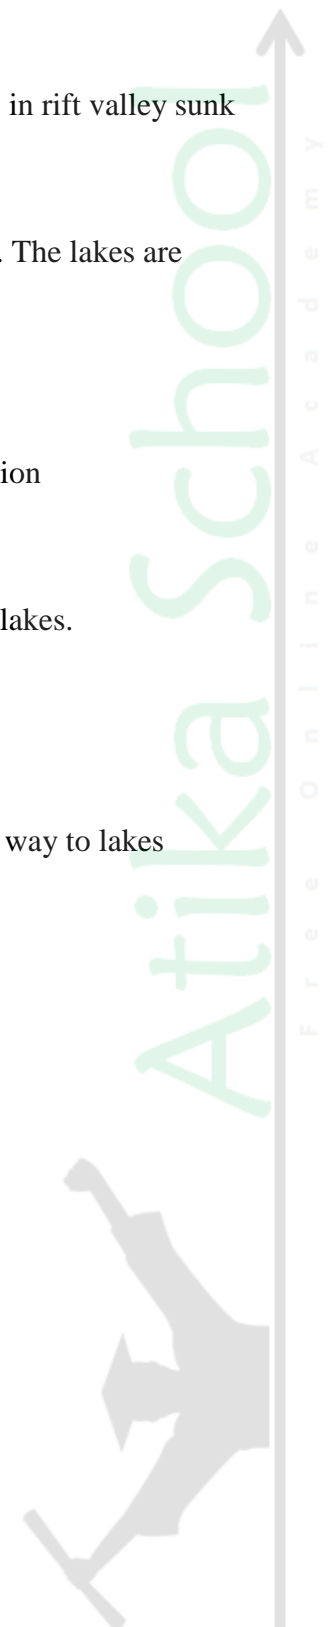 in rift valley sunk
. The lakes are
ion
lakes.
way to lakes
Atika School
Free Online Academy